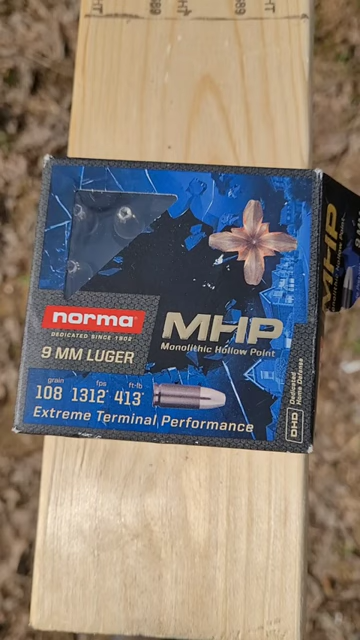 norma
DEDICATED SINCE 1902
9 MM LUGER
MHP
Monolithic Hollow Point
grain fps ft-lb
108 1312 413
Extreme Terminal Performance
DHD
Dedicated
Home Defense
MHP